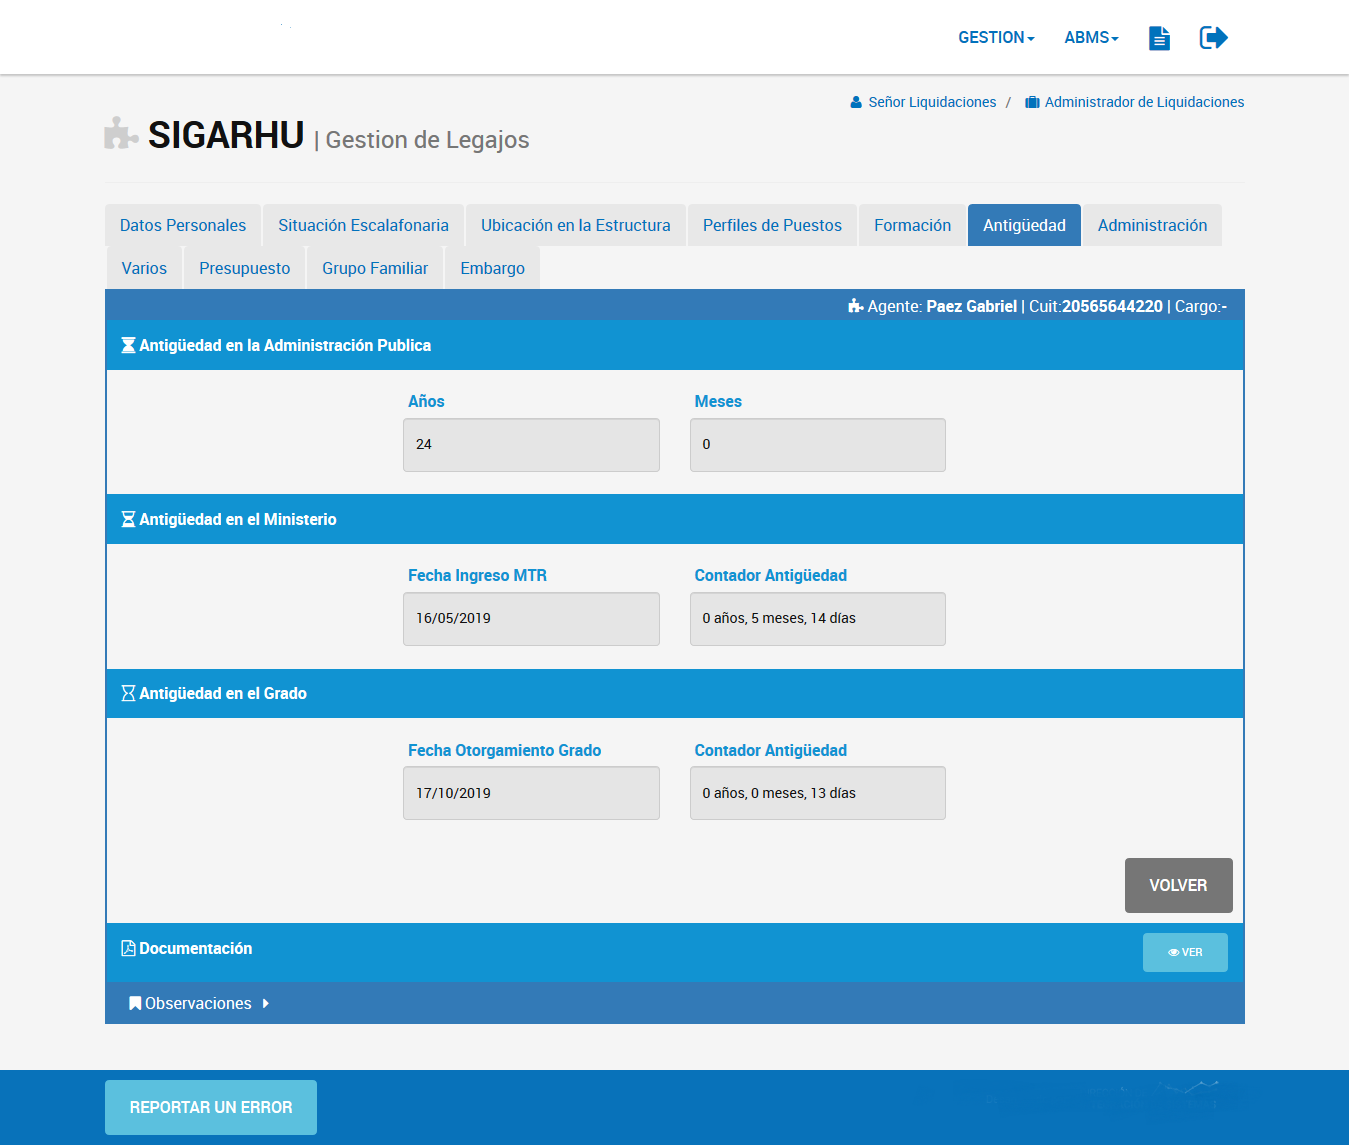 GESTION ABMS
Señor Liquidaciones / Administrador de Liquidaciones
SIGARHU | Gestion de Legajos
Datos Personales Situación Escalafonaria Ubicación en la Estructura Perfiles de Puestos Formación Antigüedad Administración
Varios Presupuesto Grupo Familiar Embargo
Agente: Paez Gabriel | Cuit:20565644220 | Cargo:-
Antigüedad en la Administración Publica
Años Meses
24 0
Antigüedad en el Ministerio
Fecha Ingreso MTR Contador Antigüedad
16/05/2019 0 años, 5 meses, 14 días
Antigüedad en el Grado
Fecha Otorgamiento Grado Contador Antigüedad
17/10/2019 0 años, 0 meses, 13 días
VOLVER
Documentación VER
Observaciones
REPORTAR UN ERROR